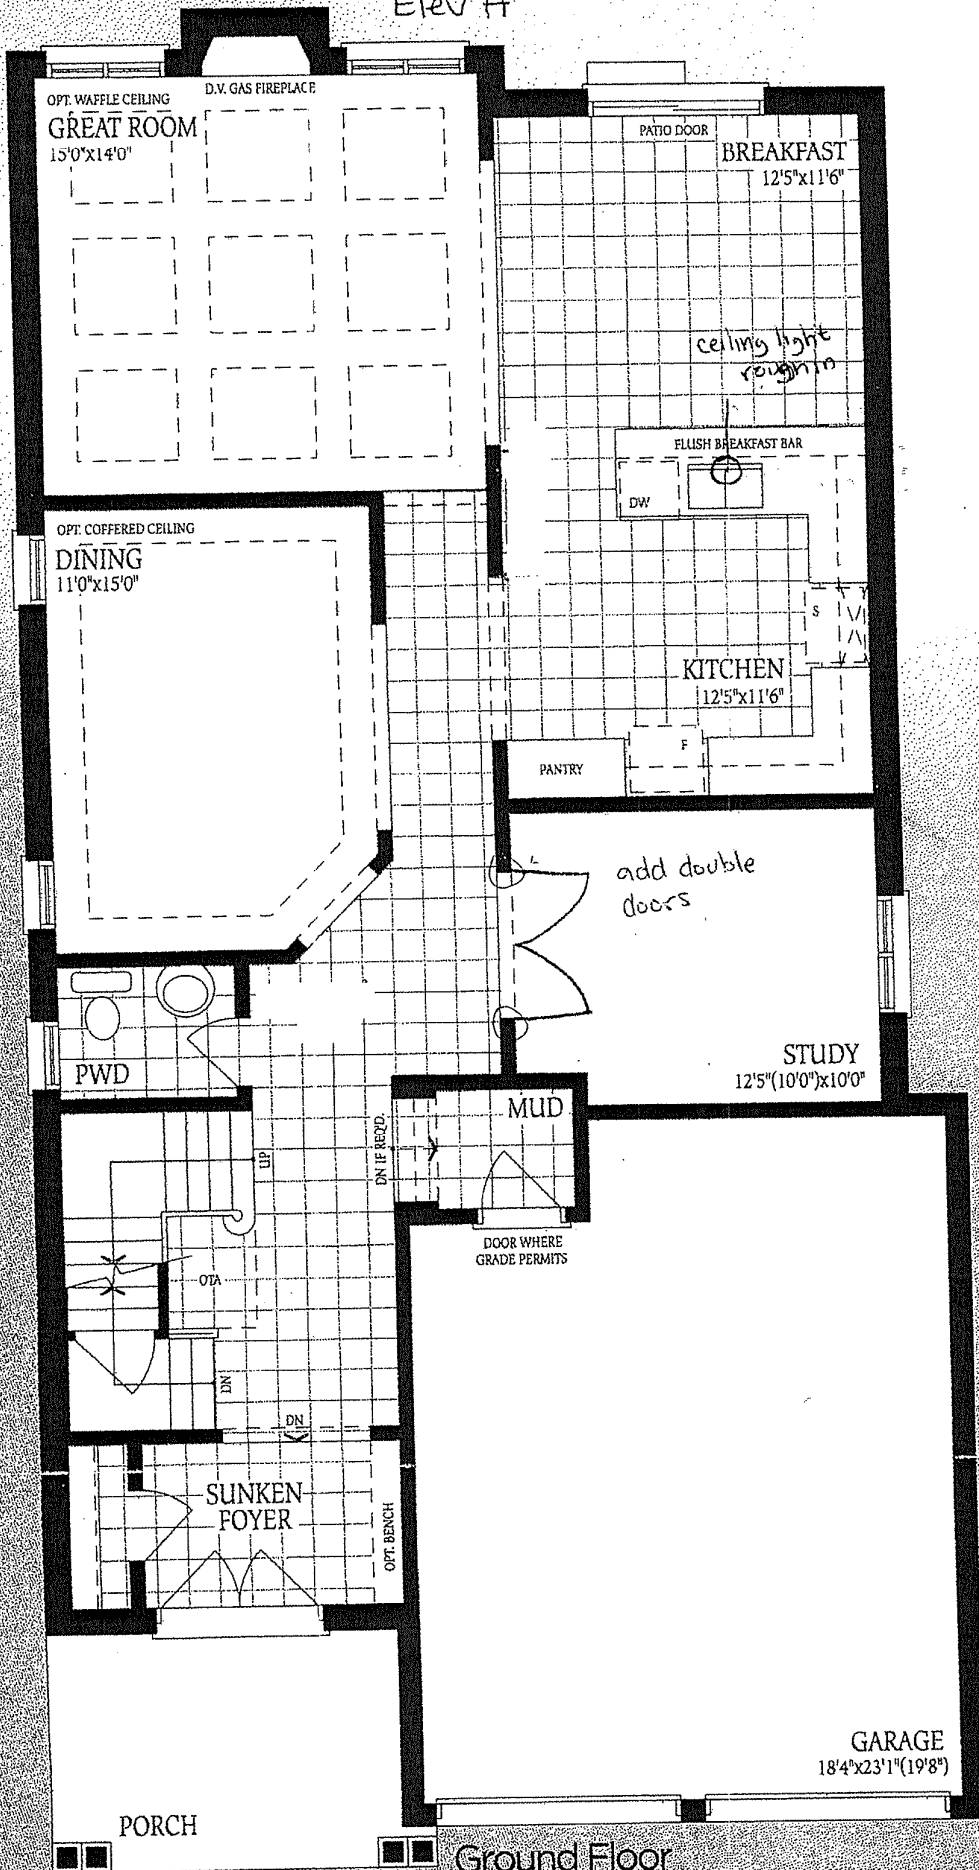 Elev A
OPT. WAFFLE CEILING
GREAT ROOM
15'0"x14'0"
D.V. GAS FIREPLACE
PATIO DOOR
BREAKFAST
12'5"x11'6"
ceiling light
roughin
FLUSH BREAKFAST BAR
DW
OPT. COFFERED CEILING
DINING
11'0"x15'0"
S
KITCHEN
12'5"x11'6"
F
PANTRY
add double
doors
STUDY
12'5"(10'0")x10'0"
PWD
MUD
DN IF REQ'D.
UP
DOOR WHERE
GRADE PERMITS
OTA
DN
DN
SUNKEN
FOYER
OPT. BENCH
GARAGE
18'4"x23'1"(19'8")
PORCH
Ground Floor